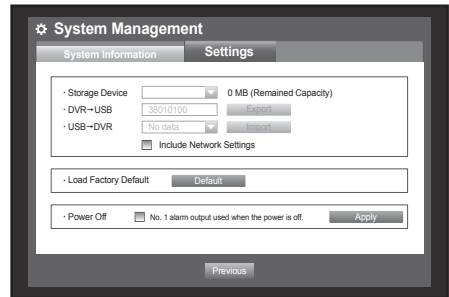 System Management
System Information Settings
· Storage Device 0 MB (Remained Capacity)
· DVR→USB 38010100 Export
· USB→DVR No data Import
Include Network Settings
· Load Factory Default Default
· Power Off No. 1 alarm output used when the power is off. Apply
Previous